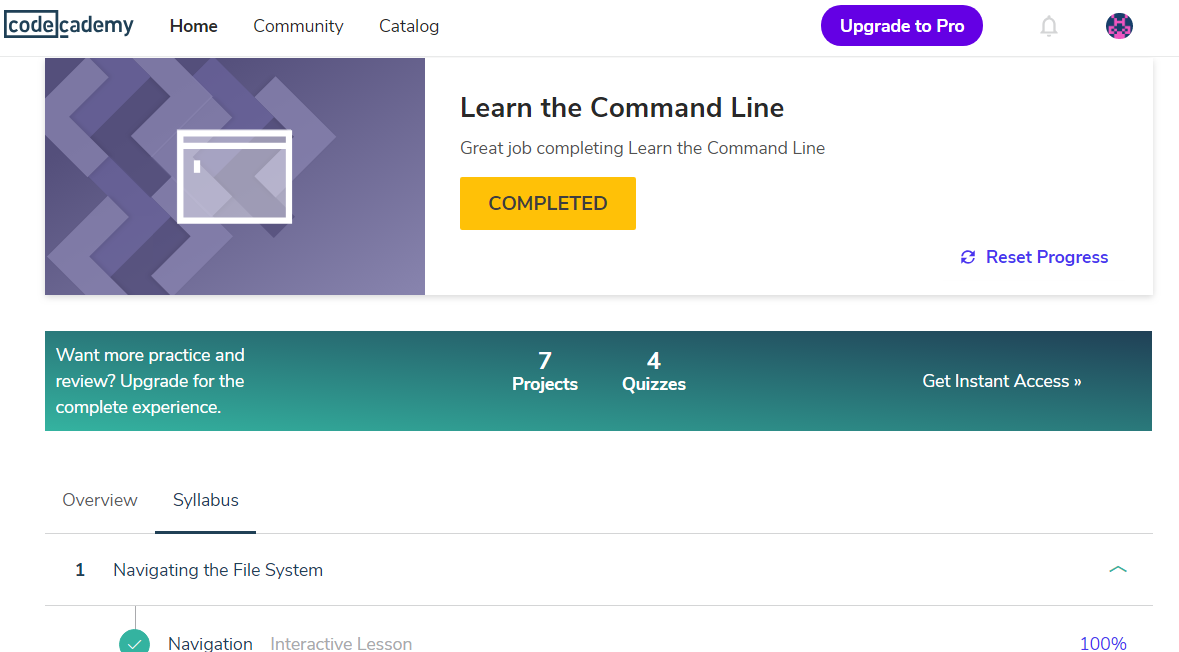 codecademy Home Community Catalog Upgrade to Pro
Learn the Command Line
Great job completing Learn the Command Line
COMPLETED
Reset Progress
Want more practice and
review? Upgrade for the
complete experience.
7 Projects
4 Quizzes
Get Instant Access »
Overview Syllabus
1 Navigating the File System
Navigation Interactive Lesson 100%